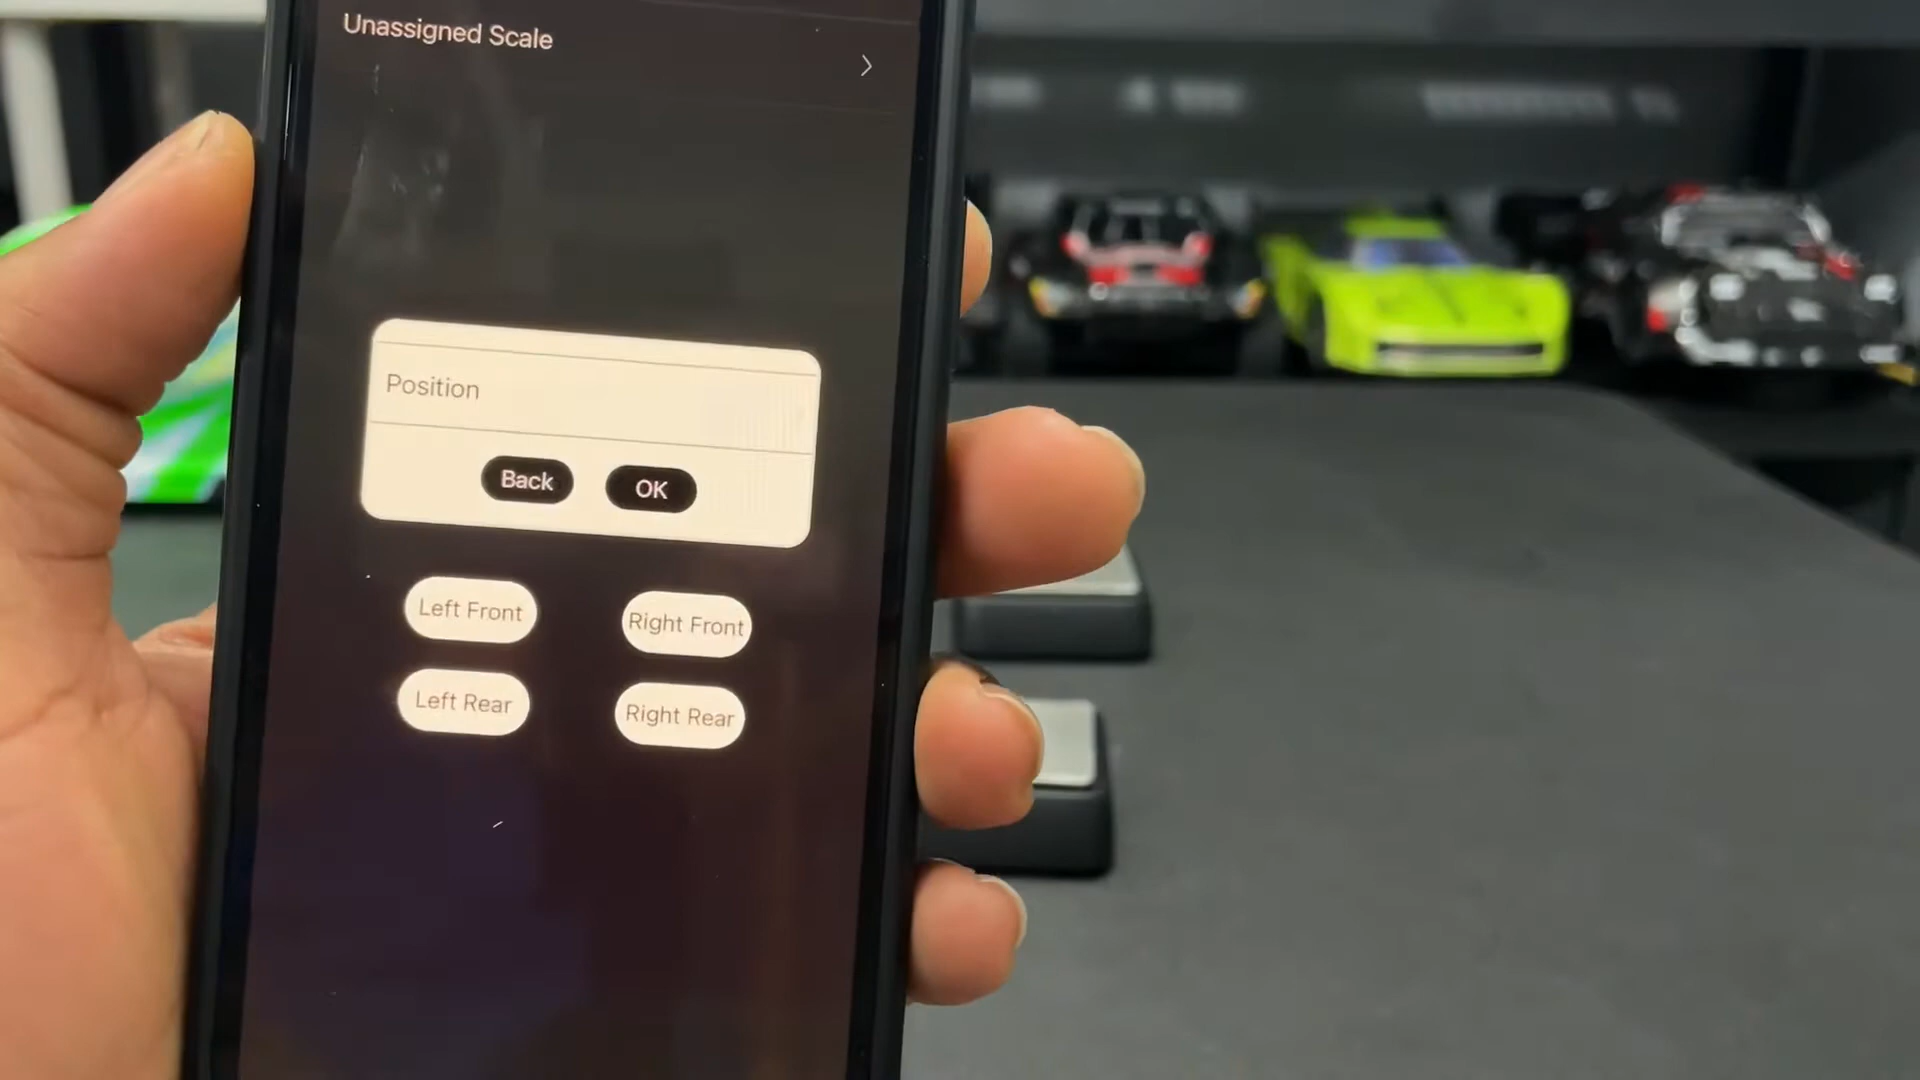 Unassigned Scale
Position
Back OK
Left Front Right Front
Left Rear Right Rear